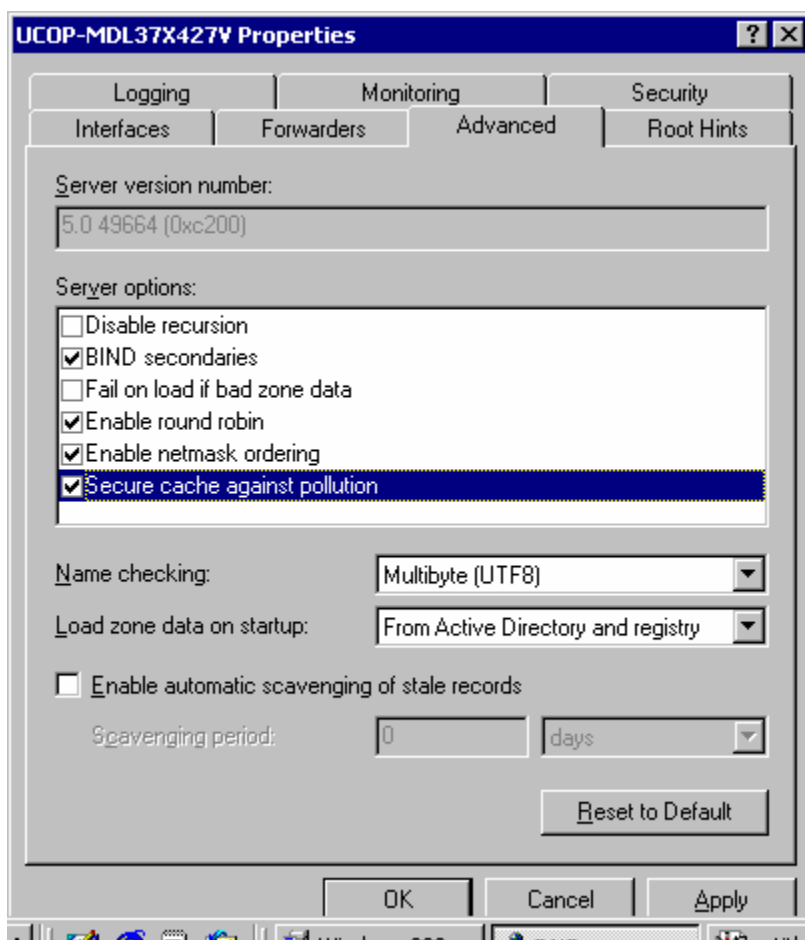 UCOP-MDL37X427V Properties
Logging Monitoring Security
Interfaces Forwarders Advanced Root Hints
Server version number:
5.0 49664 (0xc200)
Server options:
Disable recursion
BIND secondaries
Fail on load if bad zone data
Enable round robin
Enable netmask ordering
Secure cache against pollution
Name checking: Multibyte (UTF8)
Load zone data on startup: From Active Directory and registry
Enable automatic scavenging of stale records
Scavenging period: 0 days
Reset to Default
OK Cancel Apply